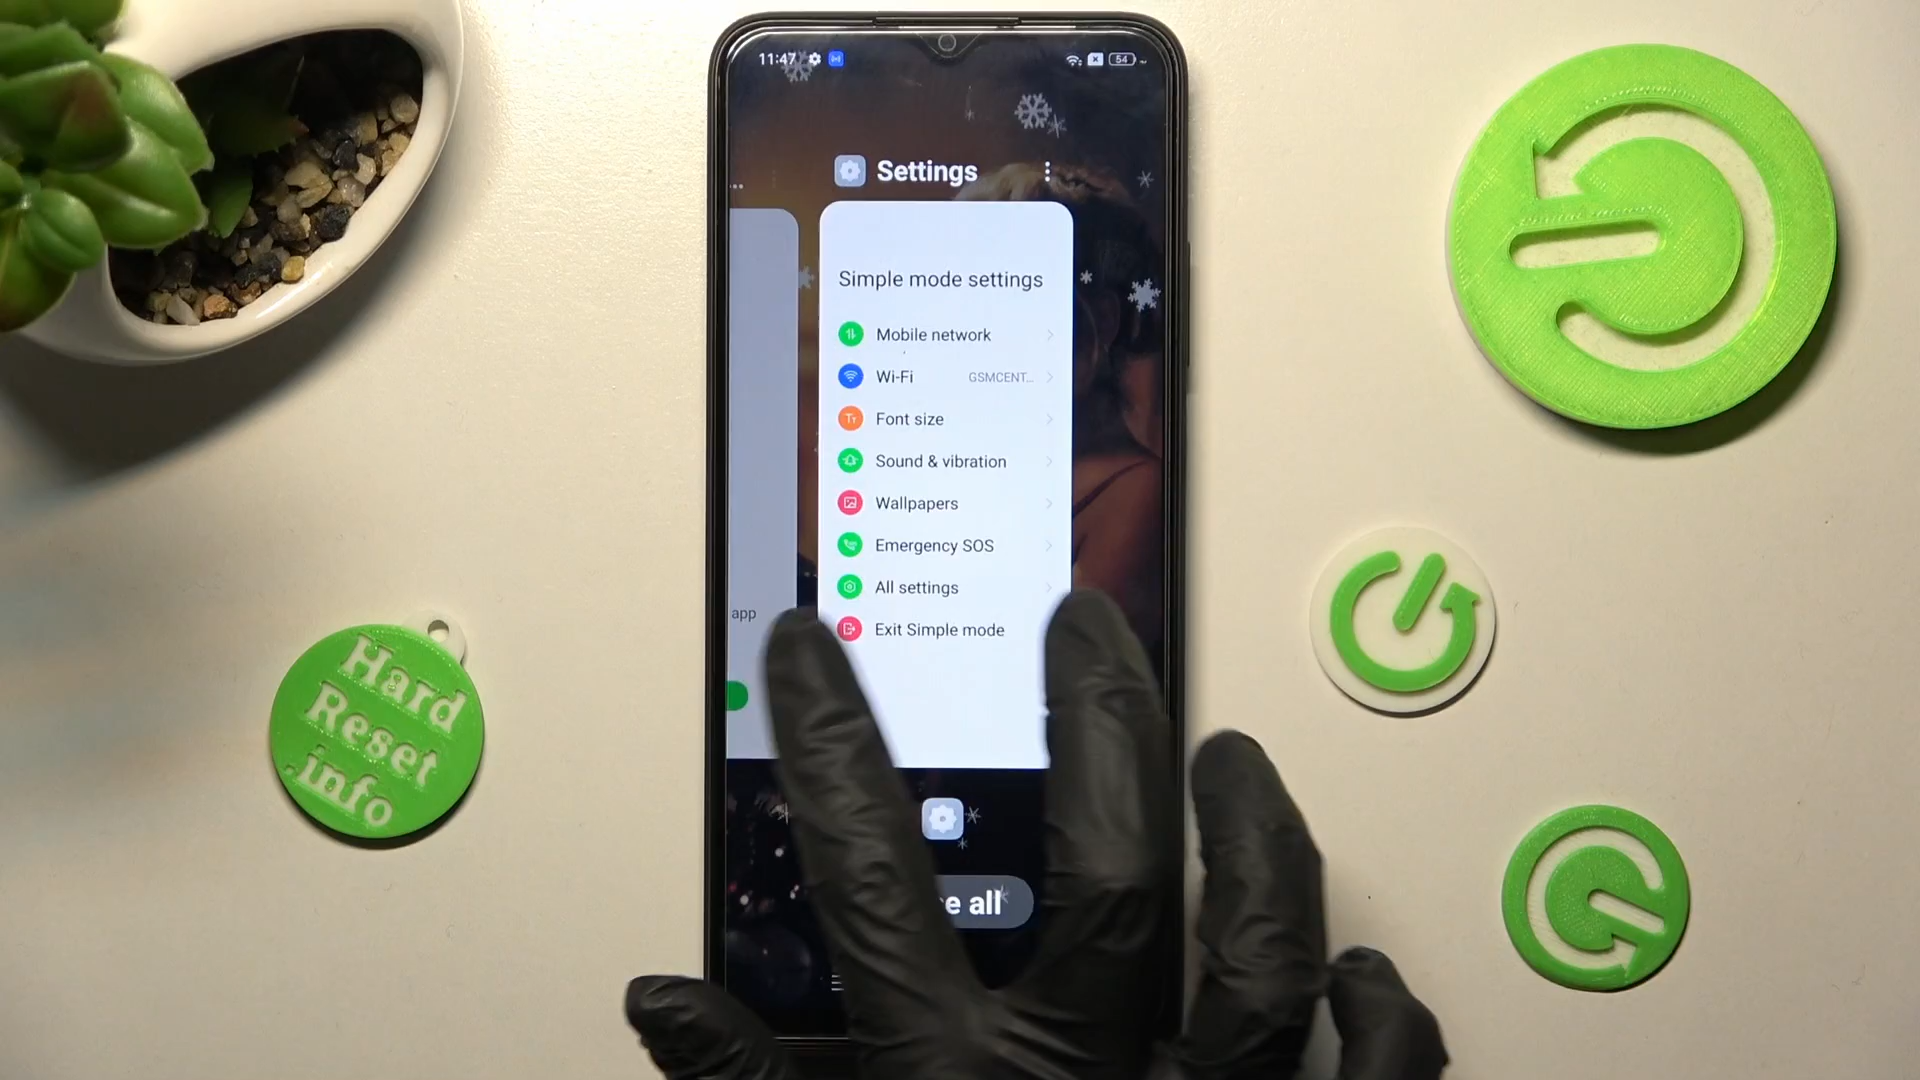 11:47
54
Settings
Simple mode settings
Mobile network
Wi-Fi GSMCENT...
Font size
Sound & vibration
Wallpapers
Emergency SOS
All settings
Exit Simple mode
app
all
Hard
Reset
.info